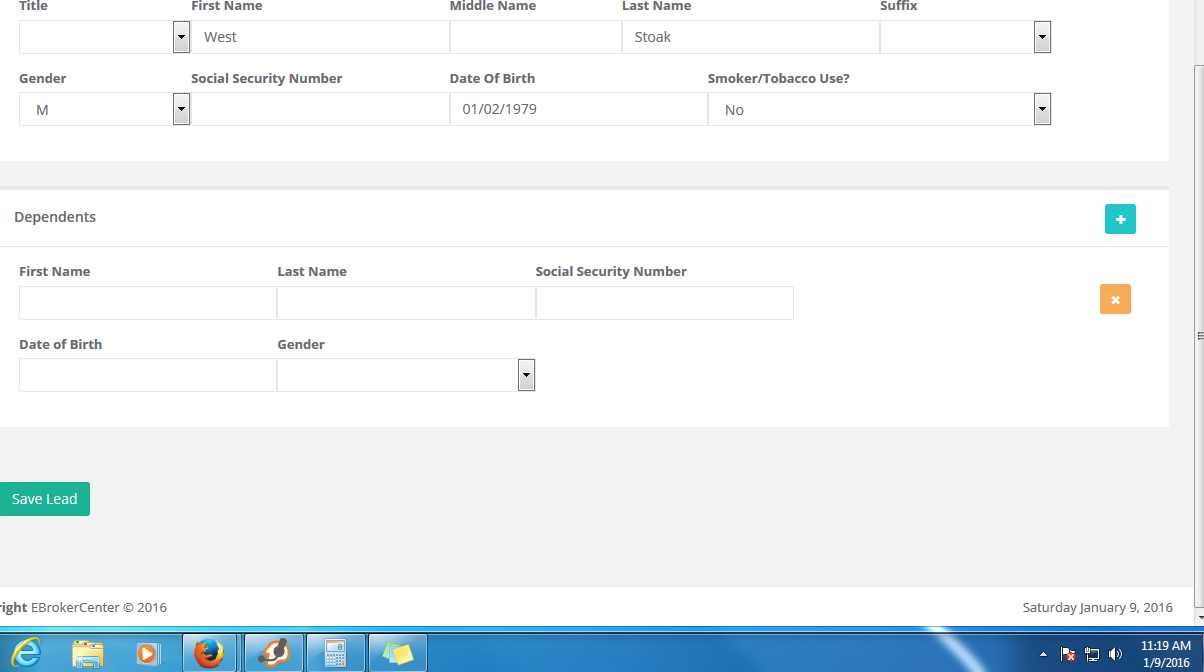 Title First Name Middle Name Last Name Suffix
West Stoak
Gender Social Security Number Date Of Birth Smoker/Tobacco Use?
M 01/02/1979 No
Dependents
First Name Last Name Social Security Number
Date of Birth Gender
Save Lead
right EBrokerCenter © 2016 Saturday January 9, 2016
11:19 AM
1/9/2016